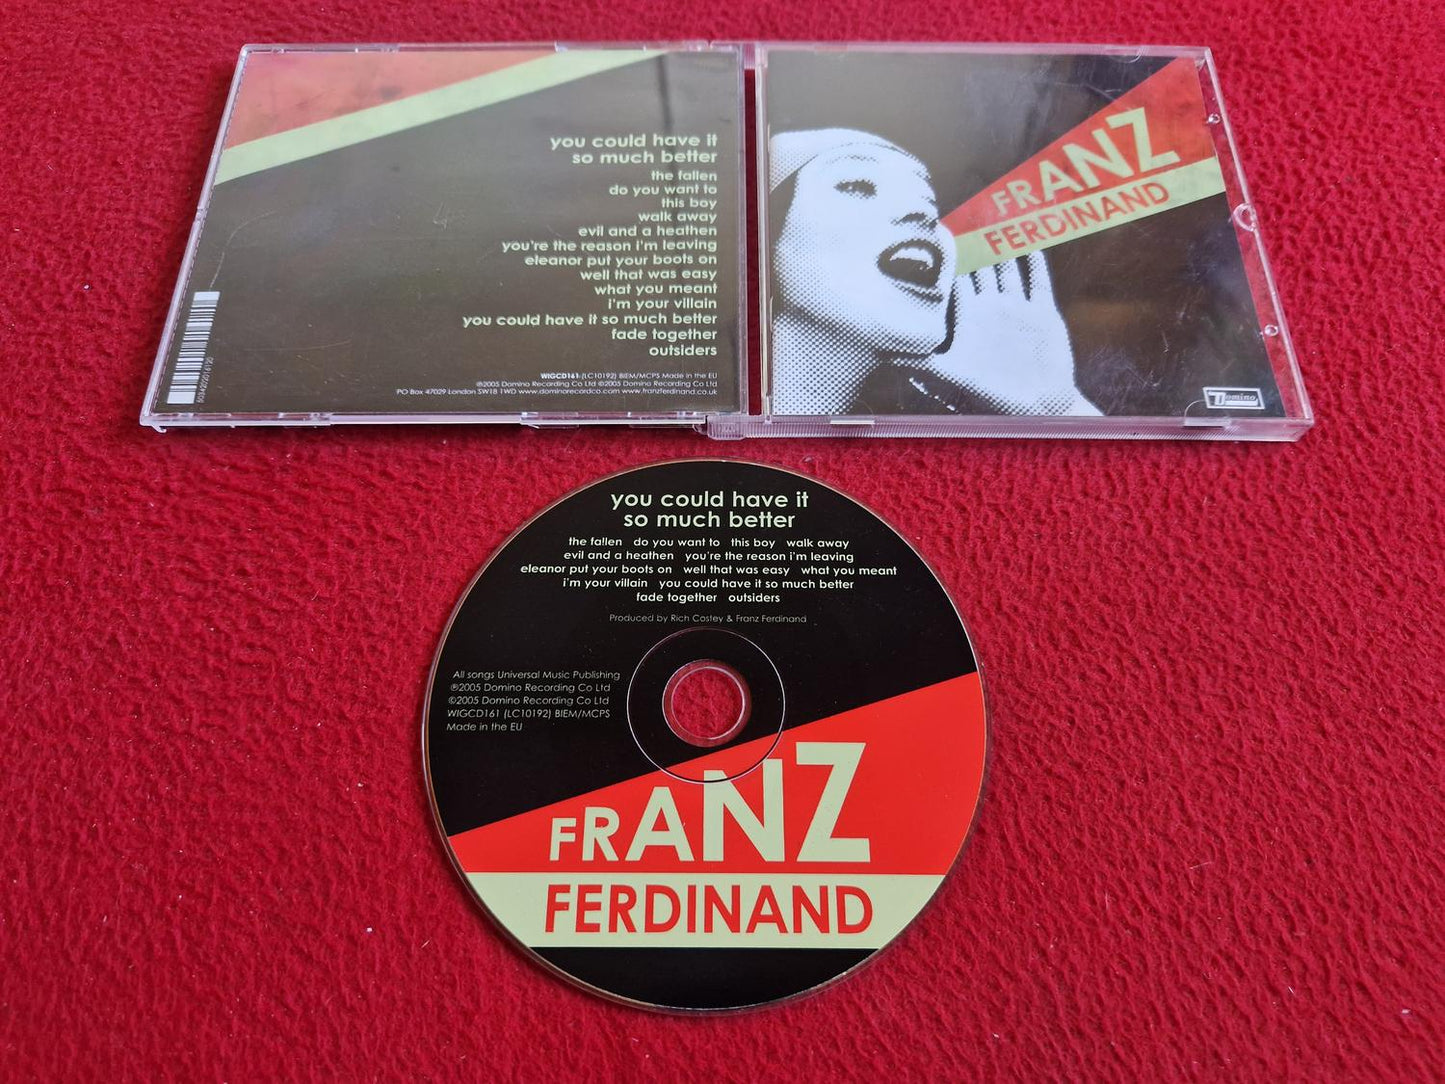 you could have it
so much better
the fallen
do you want to
this boy
walk away
evil and a heathen
you're the reason i'm leaving
eleanor put your boots on
well that was easy
what you meant
i'm your villain
you could have it so much better
fade together
outsiders
WIGCD161 (LC10192) BIEM/MCPS Made in the EU
℗2005 Domino Recording Co Ltd ©2005 Domino Recording Co Ltd
PO Box 47029 London SW18 1WD www.dominorecordco.com www.franzferdinand.co.uk
FRANZ
FERDINAND
Domino
you could have it
so much better
the fallen do you want to this boy walk away
evil and a heathen you're the reason i'm leaving
eleanor put your boots on well that was easy what you meant
i'm your villain you could have it so much better
fade together outsiders
Produced by Rich Costey & Franz Ferdinand
All songs Universal Music Publishing
℗2005 Domino Recording Co Ltd
©2005 Domino Recording Co Ltd
WIGCD161 (LC10192) BIEM/MCPS
Made in the EU
FRANZ
FERDINAND